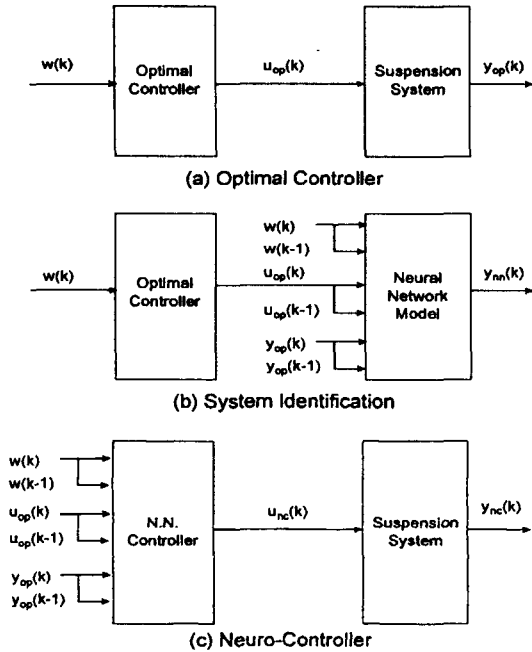 w(k)
Optimal
Controller
u_op(k)
Suspension
System
y_op(k)
(a) Optimal Controller
w(k)
Optimal
Controller
w(k)
w(k-1)
u_op(k)
u_op(k-1)
y_op(k)
y_op(k-1)
Neural
Network
Model
y_nn(k)
(b) System Identification
w(k)
w(k-1)
u_op(k)
u_op(k-1)
y_op(k)
y_op(k-1)
N.N.
Controller
u_nc(k)
Suspension
System
y_nc(k)
(c) Neuro-Controller